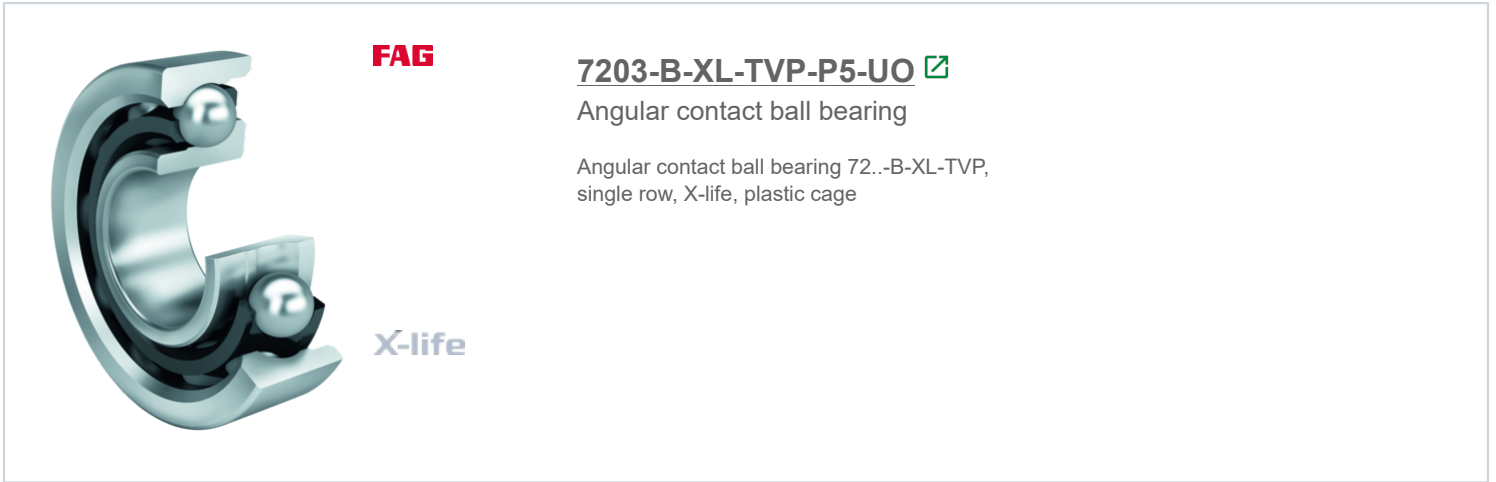 FAG
7203-B-XL-TVP-P5-UO
Angular contact ball bearing
Angular contact ball bearing 72..-B-XL-TVP,
single row, X-life, plastic cage
X-life